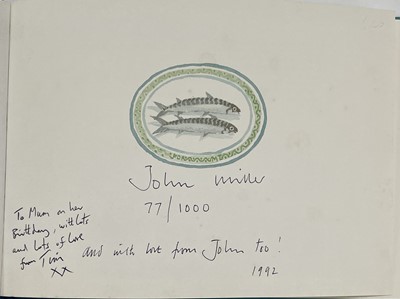 John Miller
77/1000
To Mum on her
Birthday, with lots
and lots of love
from Tim
XX
and with love from John too!
1992